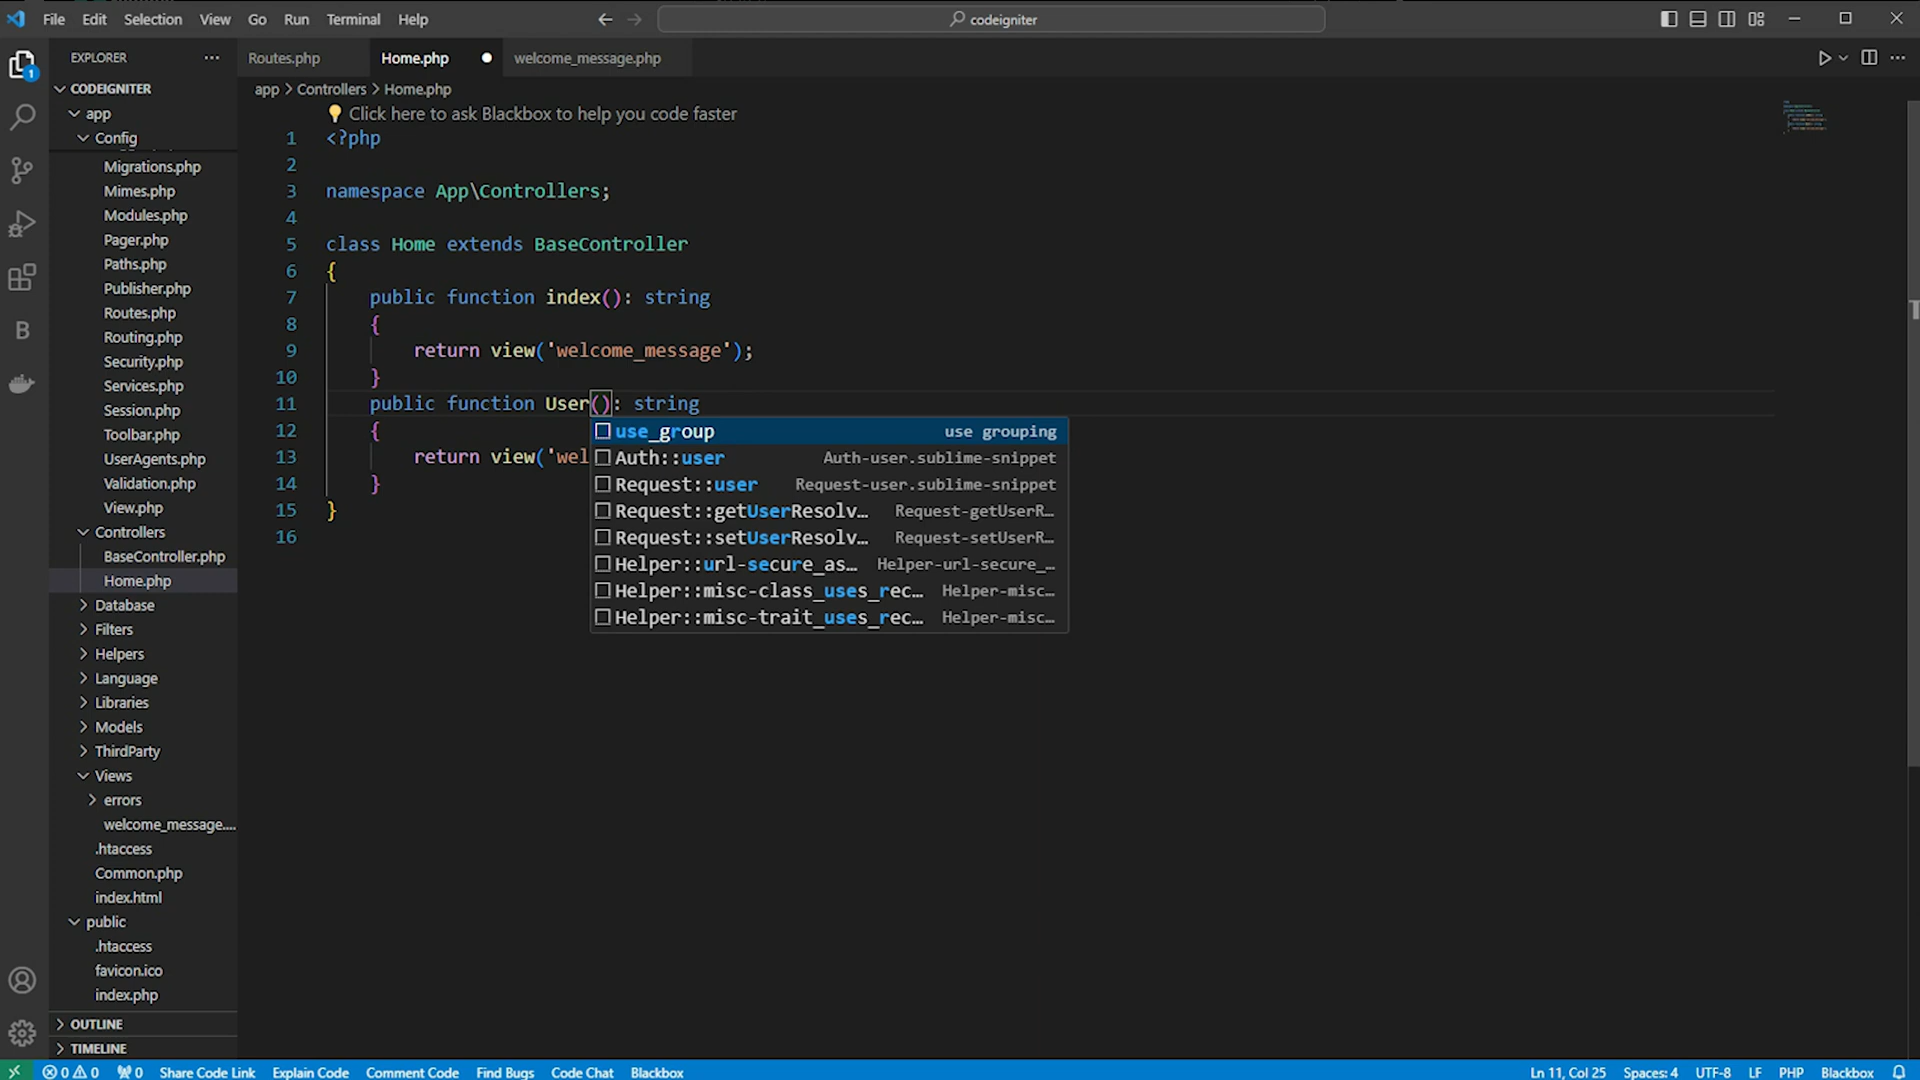 File Edit Selection View Go Run Terminal Help
codeigniter
EXPLORER
Routes.php
Home.php
welcome_message.php
1
CODEIGNITER
app
Config
Migrations.php
Mimes.php
Modules.php
Pager.php
Paths.php
Publisher.php
Routes.php
Routing.php
Security.php
Services.php
Session.php
Toolbar.php
UserAgents.php
Validation.php
View.php
Controllers
BaseController.php
Home.php
Database
Filters
Helpers
Language
Libraries
Models
ThirdParty
Views
errors
welcome_message....
.htaccess
Common.php
index.html
public
.htaccess
favicon.ico
index.php
OUTLINE
TIMELINE
app > Controllers > Home.php
Click here to ask Blackbox to help you code faster
1 <?php
2
3 namespace App\Controllers;
4
5 class Home extends BaseController
6 {
7 public function index(): string
8 {
9 return view('welcome_message');
10 }
11 public function User(): string
12 {
13 return view('wel
14 }
15 }
16
use_group use grouping
Auth::user Auth-user.sublime-snippet
Request::user Request-user.sublime-snippet
Request::getUserResolv… Request-getUserR…
Request::setUserResolv… Request-setUserR…
Helper::url-secure_as… Helper-url-secure_…
Helper::misc-class_uses_rec… Helper-misc…
Helper::misc-trait_uses_rec… Helper-misc…
0 0 0 Share Code Link Explain Code Comment Code Find Bugs Code Chat Blackbox
Ln 11, Col 25 Spaces: 4 UTF-8 LF PHP Blackbox